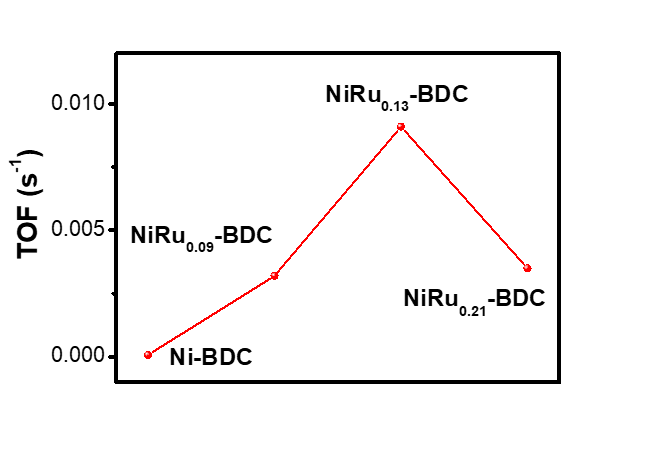 NiRu0.13-BDC
0.010
TOF (s-1)
NiRu0.09-BDC
0.005
NiRu0.21-BDC
0.000
Ni-BDC